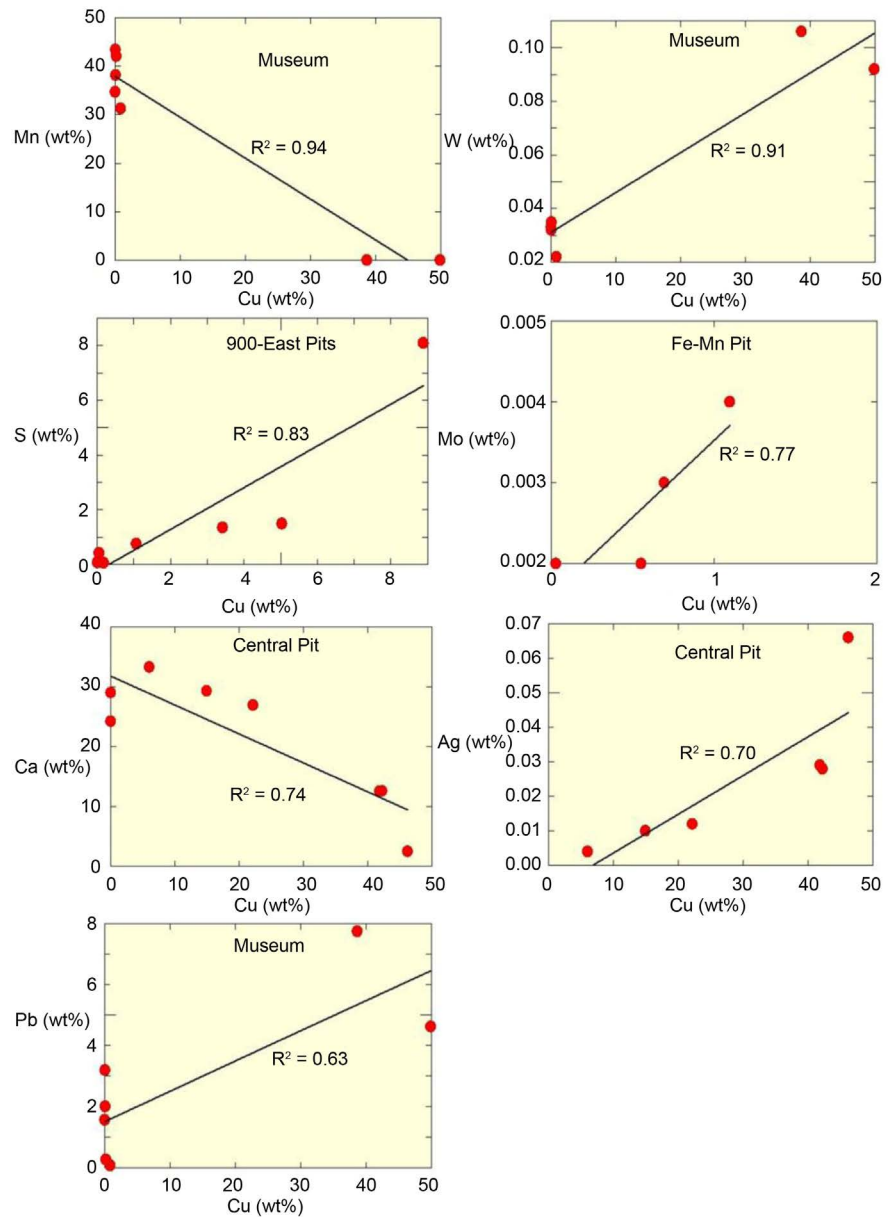 50
40
30
20
10
0
Mn (wt%)
Museum
R² = 0.94
0 10 20 30 40 50
Cu (wt%)
0.10
0.08
0.06
0.04
0.02
W (wt%)
Museum
R² = 0.91
0 10 20 30 40 50
Cu (wt%)
8
6
4
2
0
S (wt%)
900-East Pits
R² = 0.83
0 2 4 6 8
Cu (wt%)
0.005
0.004
0.003
0.002
Mo (wt%)
Fe-Mn Pit
R² = 0.77
0 1 2
Cu (wt%)
40
30
20
10
0
Ca (wt%)
Central Pit
R² = 0.74
0 10 20 30 40 50
Cu (wt%)
0.07
0.06
0.05
0.04
0.03
0.02
0.01
0.00
Ag (wt%)
Central Pit
R² = 0.70
0 10 20 30 40 50
Cu (wt%)
8
6
4
2
0
Pb (wt%)
Museum
R² = 0.63
0 10 20 30 40 50
Cu (wt%)